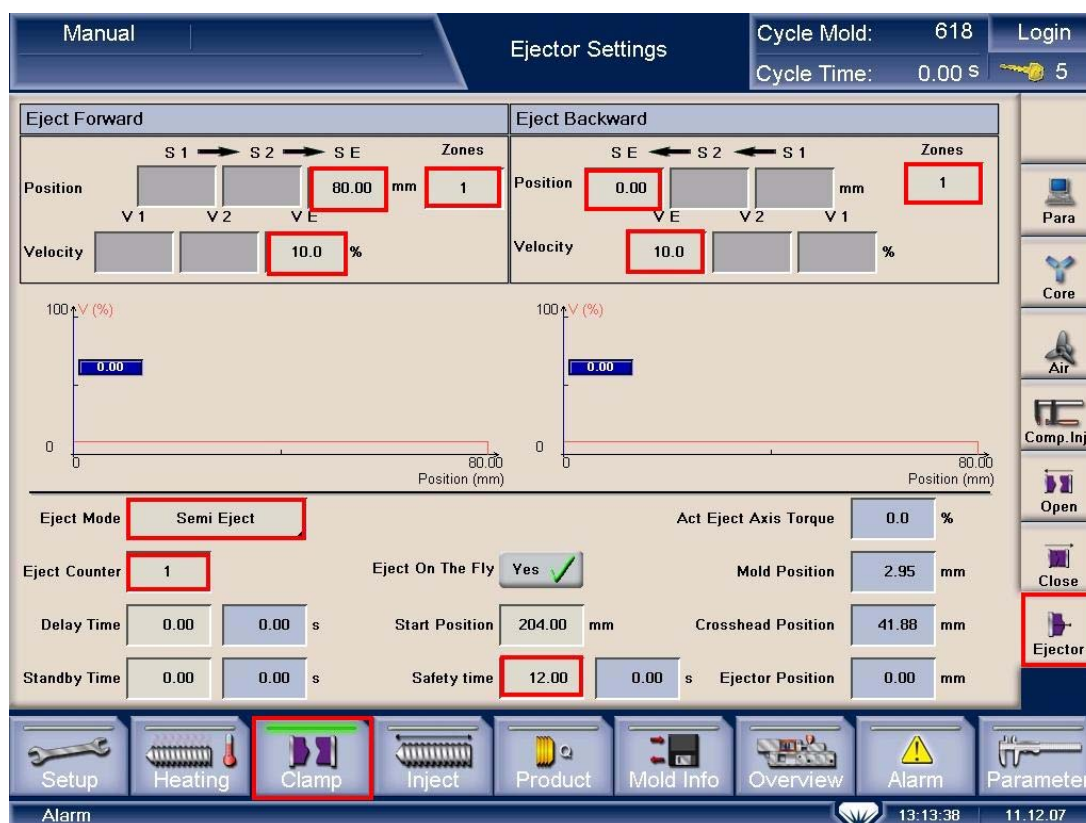 Manual
Ejector Settings
Cycle Mold: 618
Login
Cycle Time: 0.00 s
5
Eject Forward
S 1 S 2 S E Zones
Position 80.00 mm 1
V 1 V 2 V E
Velocity 10.0 %
Eject Backward
S E S 2 S 1 Zones
Position 0.00 mm 1
V E V 2 V 1
Velocity 10.0 %
100 V (%)
0.00
0
0 80.00
Position (mm)
100 V (%)
0.00
0
0 80.00
Position (mm)
Eject Mode Semi Eject Act Eject Axis Torque 0.0 %
Eject Counter 1 Eject On The Fly Yes Mold Position 2.95 mm
Delay Time 0.00 0.00 s Start Position 204.00 mm Crosshead Position 41.88 mm
Standby Time 0.00 0.00 s Safety time 12.00 0.00 s Ejector Position 0.00 mm
Para
Core
Air
Comp.Inj
Open
Close
Ejector
Setup Heating Clamp Inject Product Mold Info Overview Alarm Paramete
Alarm 13:13:38 11.12.07